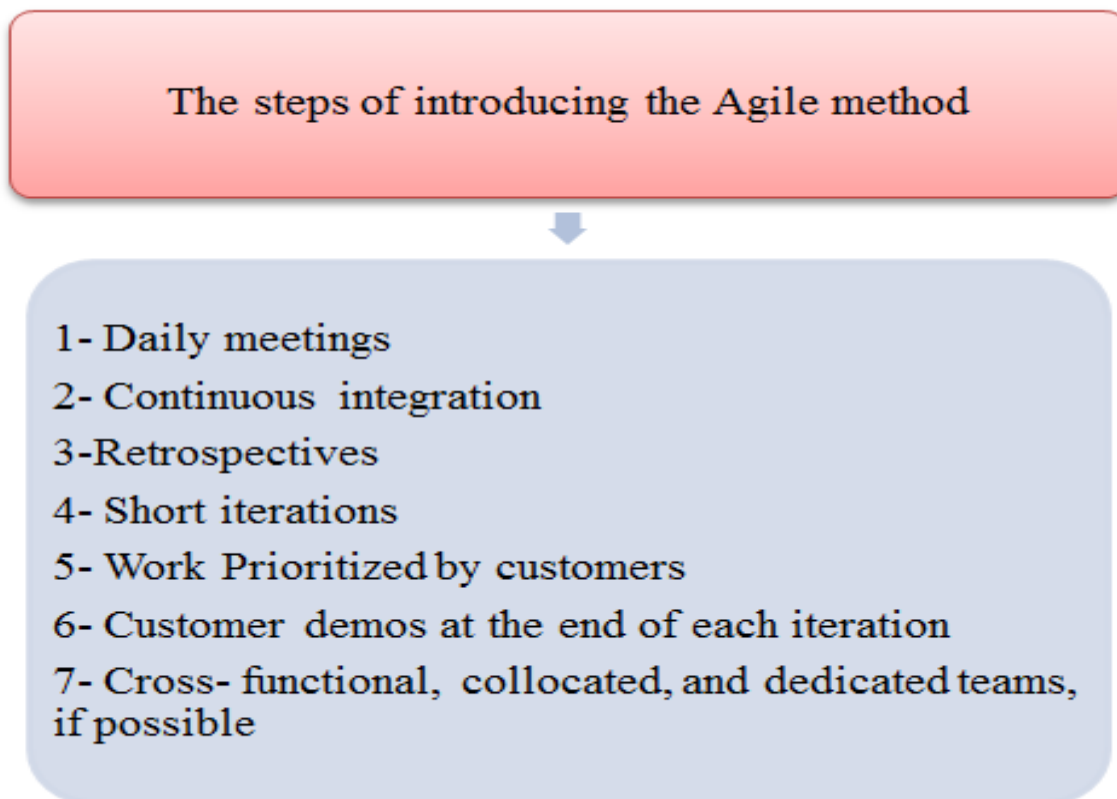 The steps of introducing the Agile method
1- Daily meetings
2- Continuous integration
3-Retrospectives
4- Short iterations
5- Work Prioritized by customers
6- Customer demos at the end of each iteration
7- Cross- functional, collocated, and dedicated teams,
if possible